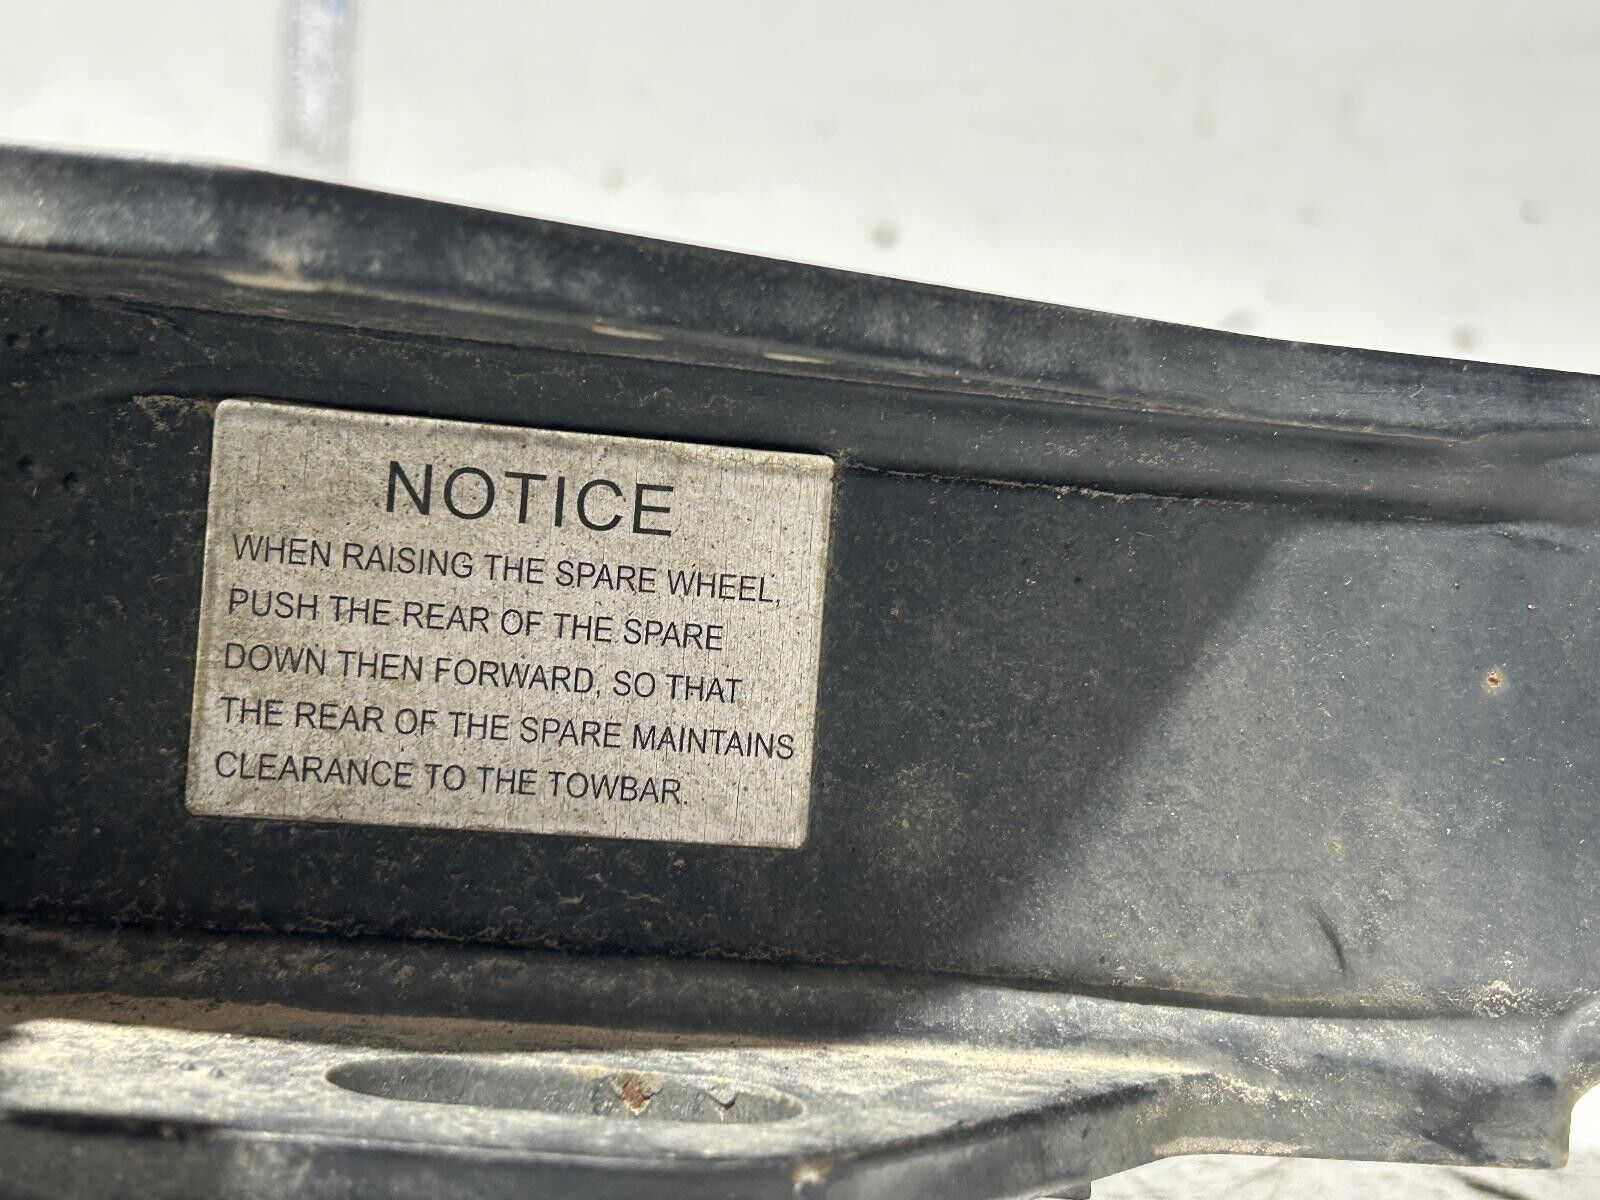 NOTICE
WHEN RAISING THE SPARE WHEEL,
PUSH THE REAR OF THE SPARE
DOWN THEN FORWARD, SO THAT
THE REAR OF THE SPARE MAINTAINS
CLEARANCE TO THE TOWBAR.